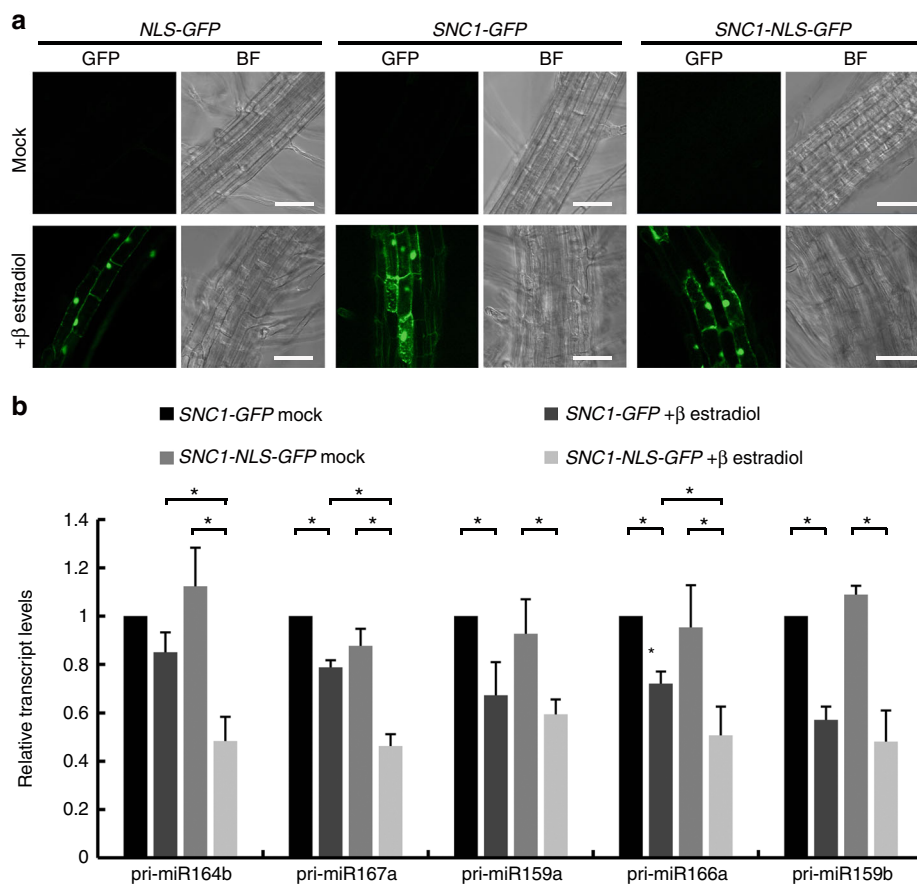 a
NLS-GFP SNC1-GFP SNC1-NLS-GFP
GFP BF GFP BF GFP BF
Mock
+β estradiol
b
SNC1-GFP mock SNC1-GFP +β estradiol
SNC1-NLS-GFP mock SNC1-NLS-GFP +β estradiol
* * *
* * * * * * * *
*
Relative transcript levels
1.4
1.2
1
0.8
0.6
0.4
0.2
0
pri-miR164b pri-miR167a pri-miR159a pri-miR166a pri-miR159b